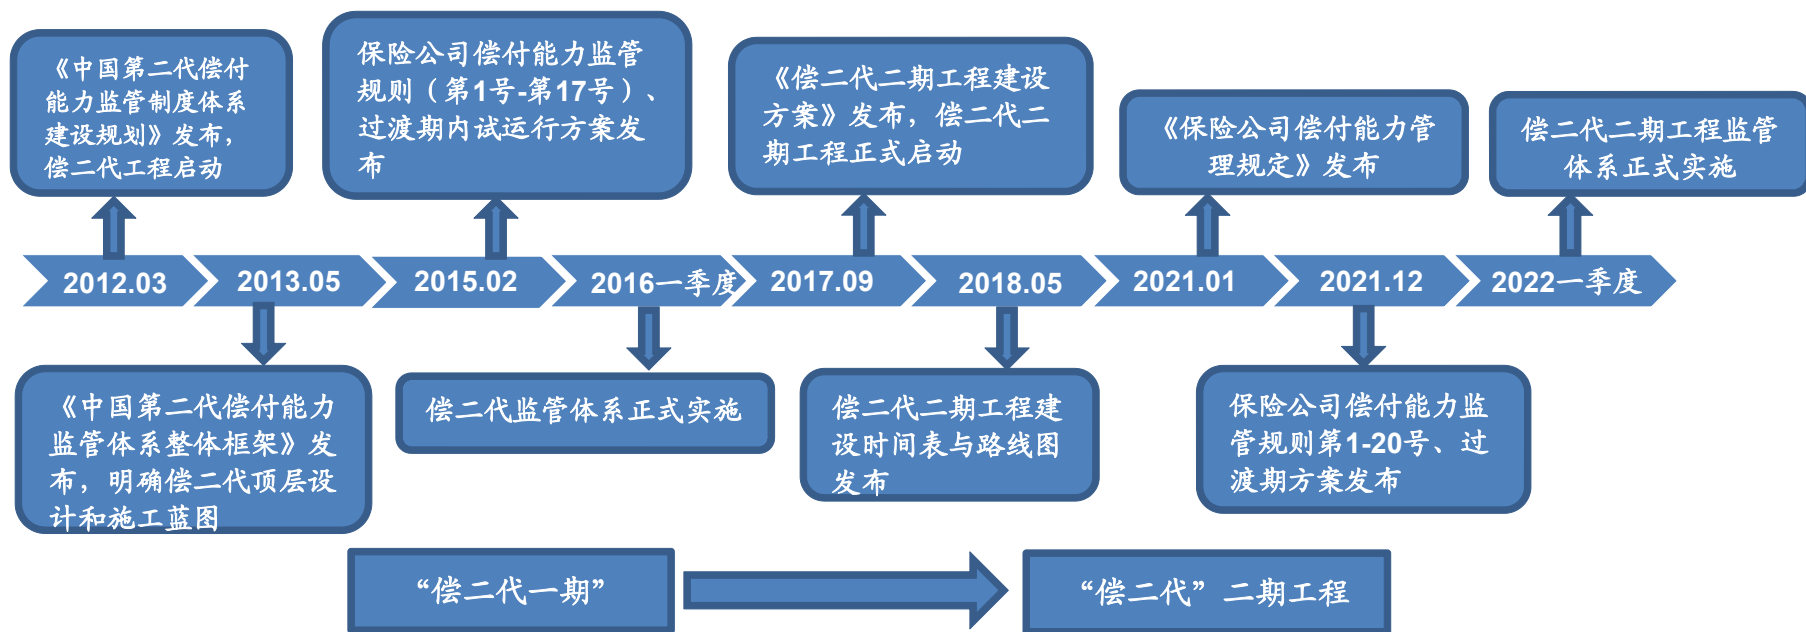 《中国第二代偿付
能力监管制度体系
建设规划》发布，
偿二代工程启动
保险公司偿付能力监管
规则（第1号-第17号）、
过渡期内试运行方案发
布
《偿二代二期工程建设
方案》发布，偿二代二
期工程正式启动
《保险公司偿付能力管
理规定》发布
偿二代二期工程监管
体系正式实施
2012.03
2013.05
2015.02
2016一季度
2017.09
2018.05
2021.01
2021.12
2022一季度
《中国第二代偿付能力
监管体系整体框架》发
布，明确偿二代顶层设
计和施工蓝图
偿二代监管体系正式实施
偿二代二期工程建
设时间表与路线图
发布
保险公司偿付能力监
管规则第1-20号、过
渡期方案发布
“偿二代一期”
“偿二代”二期工程